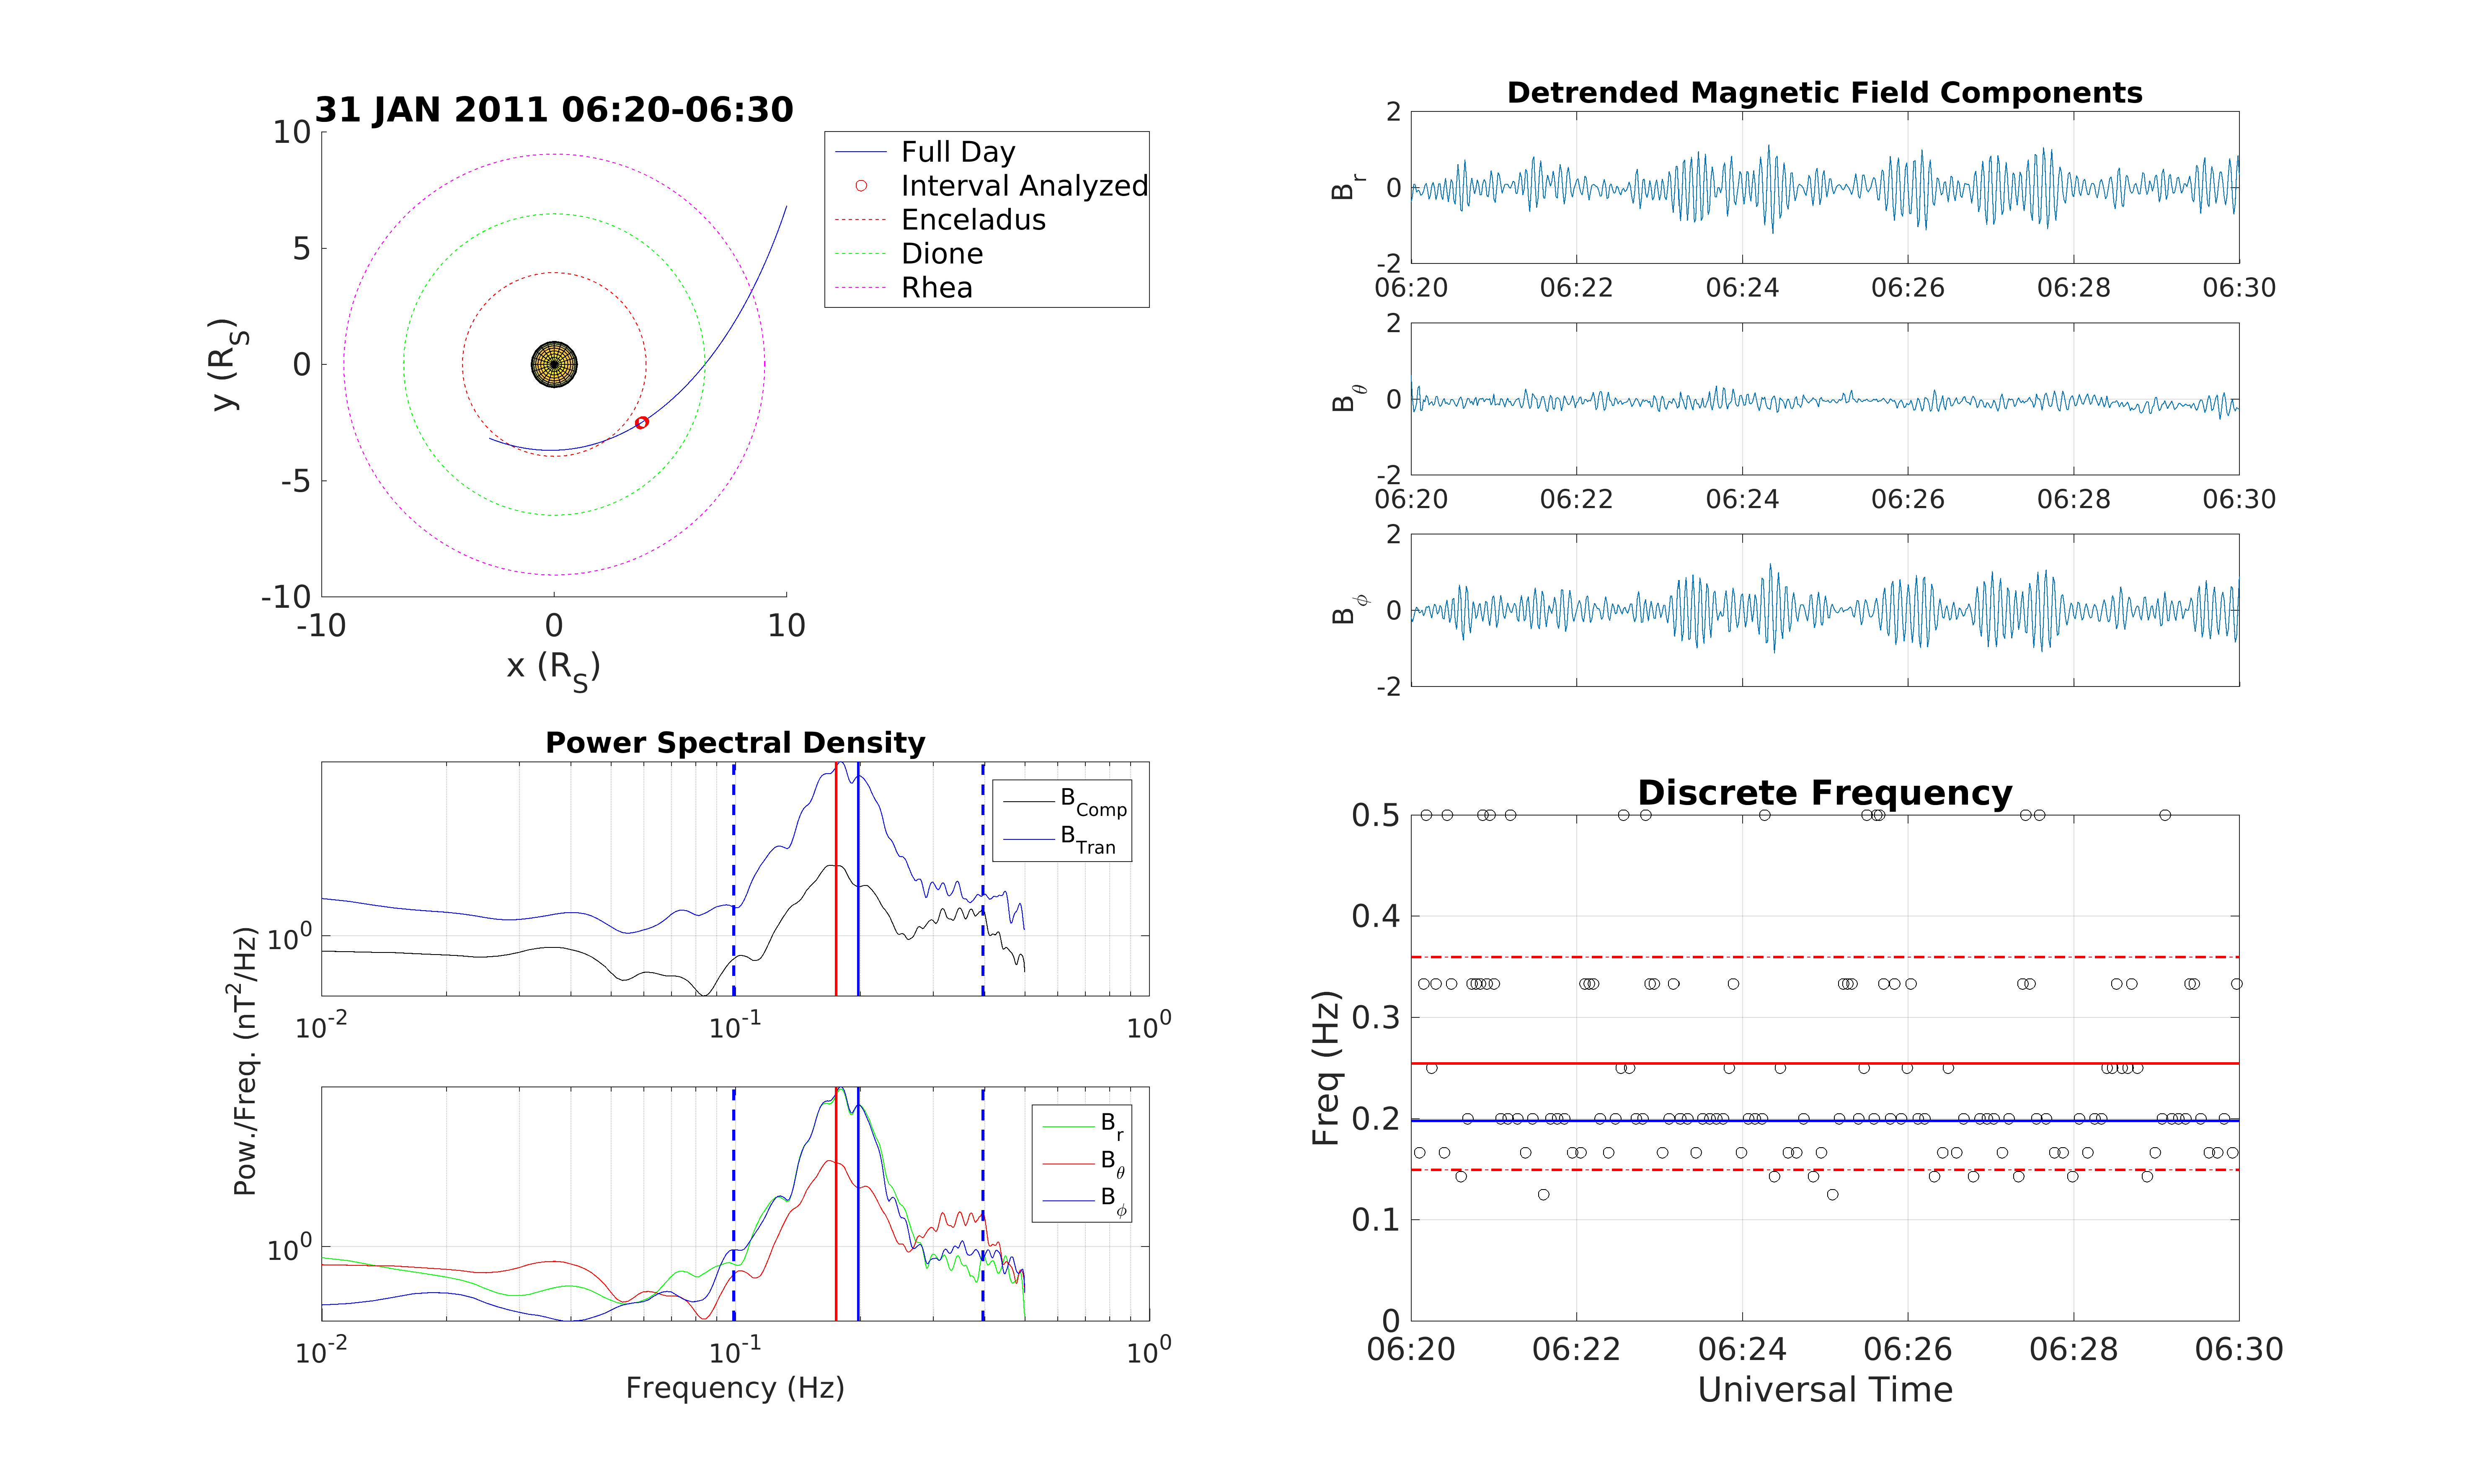 31 JAN 2011 06:20-06:30
10
5
0
-5
-10
-10 0 10
y (R_S)
x (R_S)
Full Day
Interval Analyzed
Enceladus
Dione
Rhea
Detrended Magnetic Field Components
2
0
-2
B_r
06:20 06:22 06:24 06:26 06:28 06:30
2
0
-2
B_θ
06:20 06:22 06:24 06:26 06:28 06:30
2
0
-2
B_ϕ
Power Spectral Density
B_Comp
B_Tran
10^0
10^-2 10^-1 10^0
Pow./Freq. (nT^2/Hz)
B_r
B_θ
B_ϕ
10^0
10^-2 10^-1 10^0
Frequency (Hz)
Discrete Frequency
0.5
0.4
0.3
0.2
0.1
0
Freq (Hz)
06:20 06:22 06:24 06:26 06:28 06:30
Universal Time